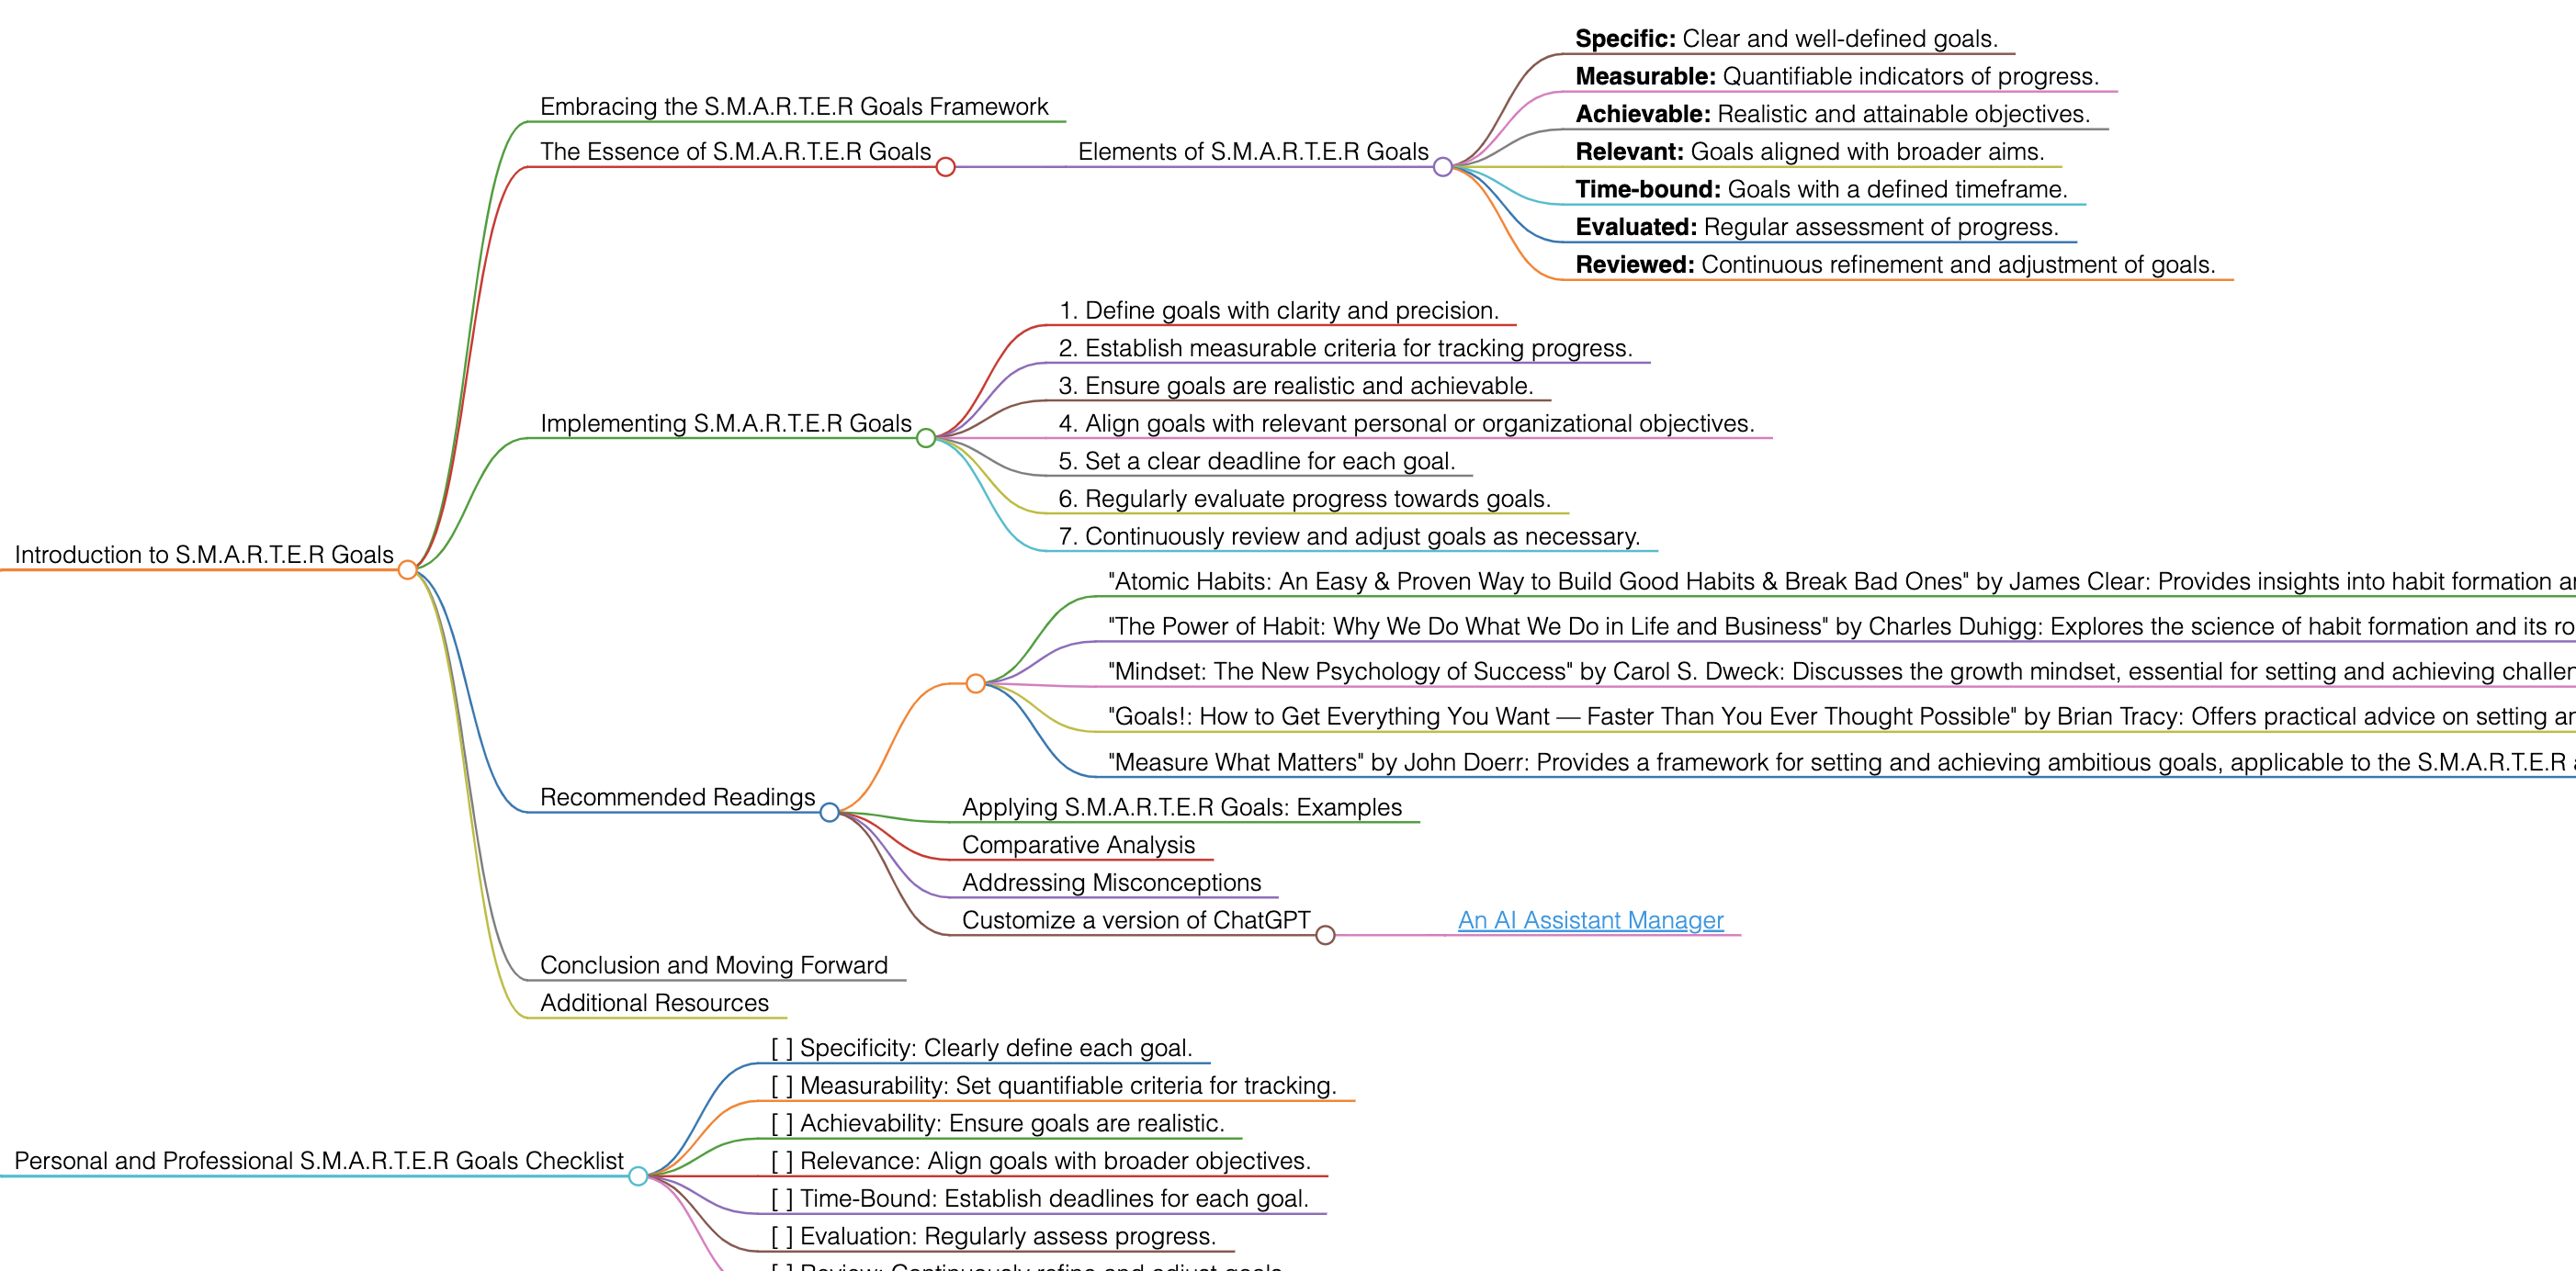 Specific: Clear and well-defined goals.
Measurable: Quantifiable indicators of progress.
Embracing the S.M.A.R.T.E.R Goals Framework
Achievable: Realistic and attainable objectives.
The Essence of S.M.A.R.T.E.R Goals
Elements of S.M.A.R.T.E.R Goals
Relevant: Goals aligned with broader aims.
Time-bound: Goals with a defined timeframe.
Evaluated: Regular assessment of progress.
Reviewed: Continuous refinement and adjustment of goals.
1. Define goals with clarity and precision.
2. Establish measurable criteria for tracking progress.
3. Ensure goals are realistic and achievable.
Implementing S.M.A.R.T.E.R Goals
4. Align goals with relevant personal or organizational objectives.
5. Set a clear deadline for each goal.
6. Regularly evaluate progress towards goals.
7. Continuously review and adjust goals as necessary.
Introduction to S.M.A.R.T.E.R Goals
"Atomic Habits: An Easy & Proven Way to Build Good Habits & Break Bad Ones" by James Clear: Provides insights into habit formation
"The Power of Habit: Why We Do What We Do in Life and Business" by Charles Duhigg: Explores the science of habit formation and its
"Mindset: The New Psychology of Success" by Carol S. Dweck: Discusses the growth mindset, essential for setting and achieving
"Goals!: How to Get Everything You Want — Faster Than You Ever Thought Possible" by Brian Tracy: Offers practical advice on setting
"Measure What Matters" by John Doerr: Provides a framework for setting and achieving ambitious goals, applicable to the S.M.A.R.T.E.R
Recommended Readings
Applying S.M.A.R.T.E.R Goals: Examples
Comparative Analysis
Addressing Misconceptions
Customize a version of ChatGPT
An AI Assistant Manager
Conclusion and Moving Forward
Additional Resources
[ ] Specificity: Clearly define each goal.
[ ] Measurability: Set quantifiable criteria for tracking.
[ ] Achievability: Ensure goals are realistic.
Personal and Professional S.M.A.R.T.E.R Goals Checklist
[ ] Relevance: Align goals with broader objectives.
[ ] Time-Bound: Establish deadlines for each goal.
[ ] Evaluation: Regularly assess progress.
[ ] Review: Continuously refine and adjust goals.